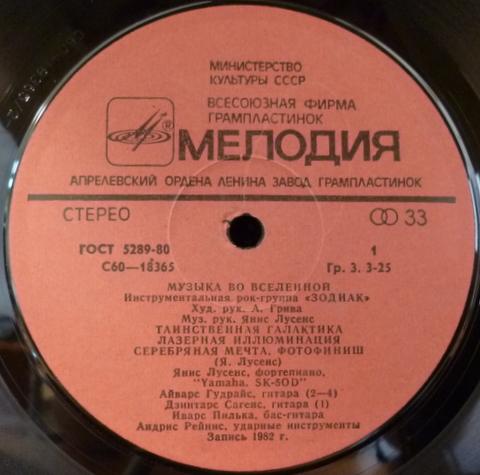 МИНИСТЕРСТВО
КУЛЬТУРЫ СССР
ВСЕСОЮЗНАЯ ФИРМА
ГРАМПЛАСТИНОК
® МЕЛОДИЯ
АПРЕЛЕВСКИЙ ОРДЕНА ЛЕНИНА ЗАВОД ГРАМПЛАСТИНОК
СТЕРЕО 33
ГОСТ 5289-80 1
С60—18365 Гр. 3. 3-25
МУЗЫКА ВО ВСЕЛЕННОЙ
Инструментальная рок-группа «ЗОДИАК»
Худ. рук. А. Грива
Муз. рук. Янис Лусенс
ТАИНСТВЕННАЯ ГАЛАКТИКА
ЛАЗЕРНАЯ ИЛЛЮМИНАЦИЯ
СЕРЕБРЯНАЯ МЕЧТА, ФОТОФИНИШ
(Я. Лусенс)
Янис Лусенс, фортепиано,
"Yamaha. SK-50D"
Айварс Гудрайс, гитара (2—4)
Дзинтарс Сагенс, гитара (1)
Иварс Пилька, бас-гитара
Андрис Рейнис, ударные инструменты
Запись 1982 г.